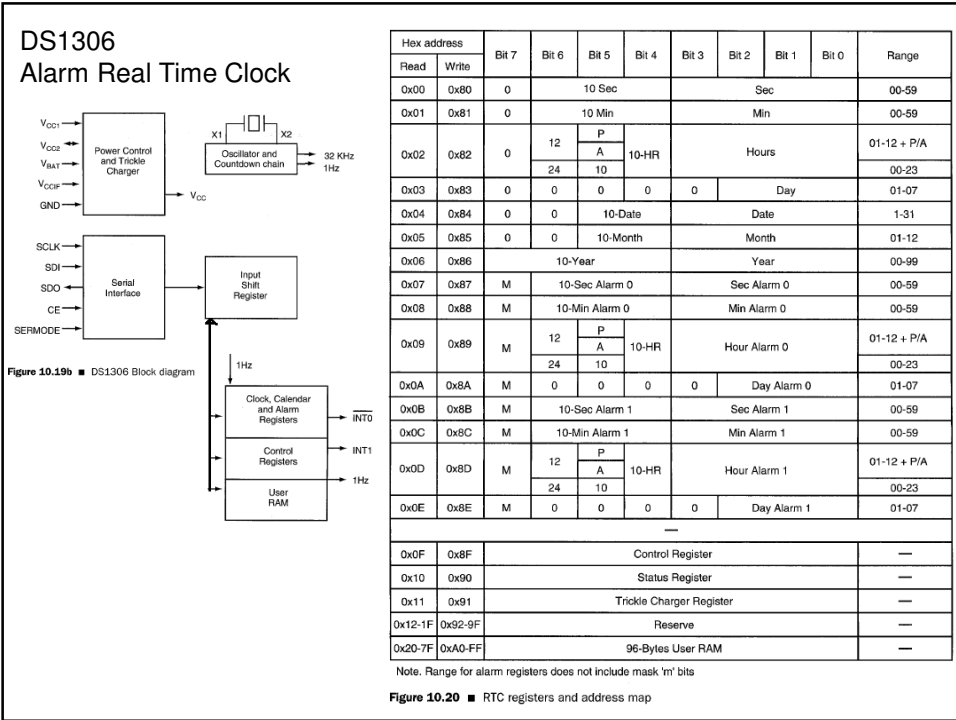 DS1306
Alarm Real Time Clock
VCC1
VCC2
VBAT
VCCIF
GND
Power Control
and Trickle
Charger
VCC
X1 X2
Oscillator and
Countdown chain
32 KHz
1Hz
SCLK
SDI
SDO
CE
SERMODE
Serial
Interface
Input
Shift
Register
Figure 10.19b ■ DS1306 Block diagram
1Hz
Clock, Calendar
and Alarm
Registers
Control
Registers
User
RAM
INT0
INT1
1Hz
Hex address Bit 7 Bit 6 Bit 5 Bit 4 Bit 3 Bit 2 Bit 1 Bit 0 Range
Read Write
0x00 0x80 0 10 Sec Sec 00-59
0x01 0x81 0 10 Min Min 00-59
0x02 0x82 0 12 P 10-HR Hours 01-12 + P/A
A
24 10 00-23
0x03 0x83 0 0 0 0 0 Day 01-07
0x04 0x84 0 0 10-Date Date 1-31
0x05 0x85 0 0 10-Month Month 01-12
0x06 0x86 10-Year Year 00-99
0x07 0x87 M 10-Sec Alarm 0 Sec Alarm 0 00-59
0x08 0x88 M 10-Min Alarm 0 Min Alarm 0 00-59
0x09 0x89 M 12 P 10-HR Hour Alarm 0 01-12 + P/A
A
24 10 00-23
0x0A 0x8A M 0 0 0 0 Day Alarm 0 01-07
0x0B 0x8B M 10-Sec Alarm 1 Sec Alarm 1 00-59
0x0C 0x8C M 10-Min Alarm 1 Min Alarm 1 00-59
0x0D 0x8D M 12 P 10-HR Hour Alarm 1 01-12 + P/A
A
24 10 00-23
0x0E 0x8E M 0 0 0 0 Day Alarm 1 01-07
—
0x0F 0x8F Control Register —
0x10 0x90 Status Register —
0x11 0x91 Trickle Charger Register —
0x12-1F 0x92-9F Reserve —
0x20-7F 0xA0-FF 96-Bytes User RAM —
Note. Range for alarm registers does not include mask 'm' bits
Figure 10.20 ■ RTC registers and address map